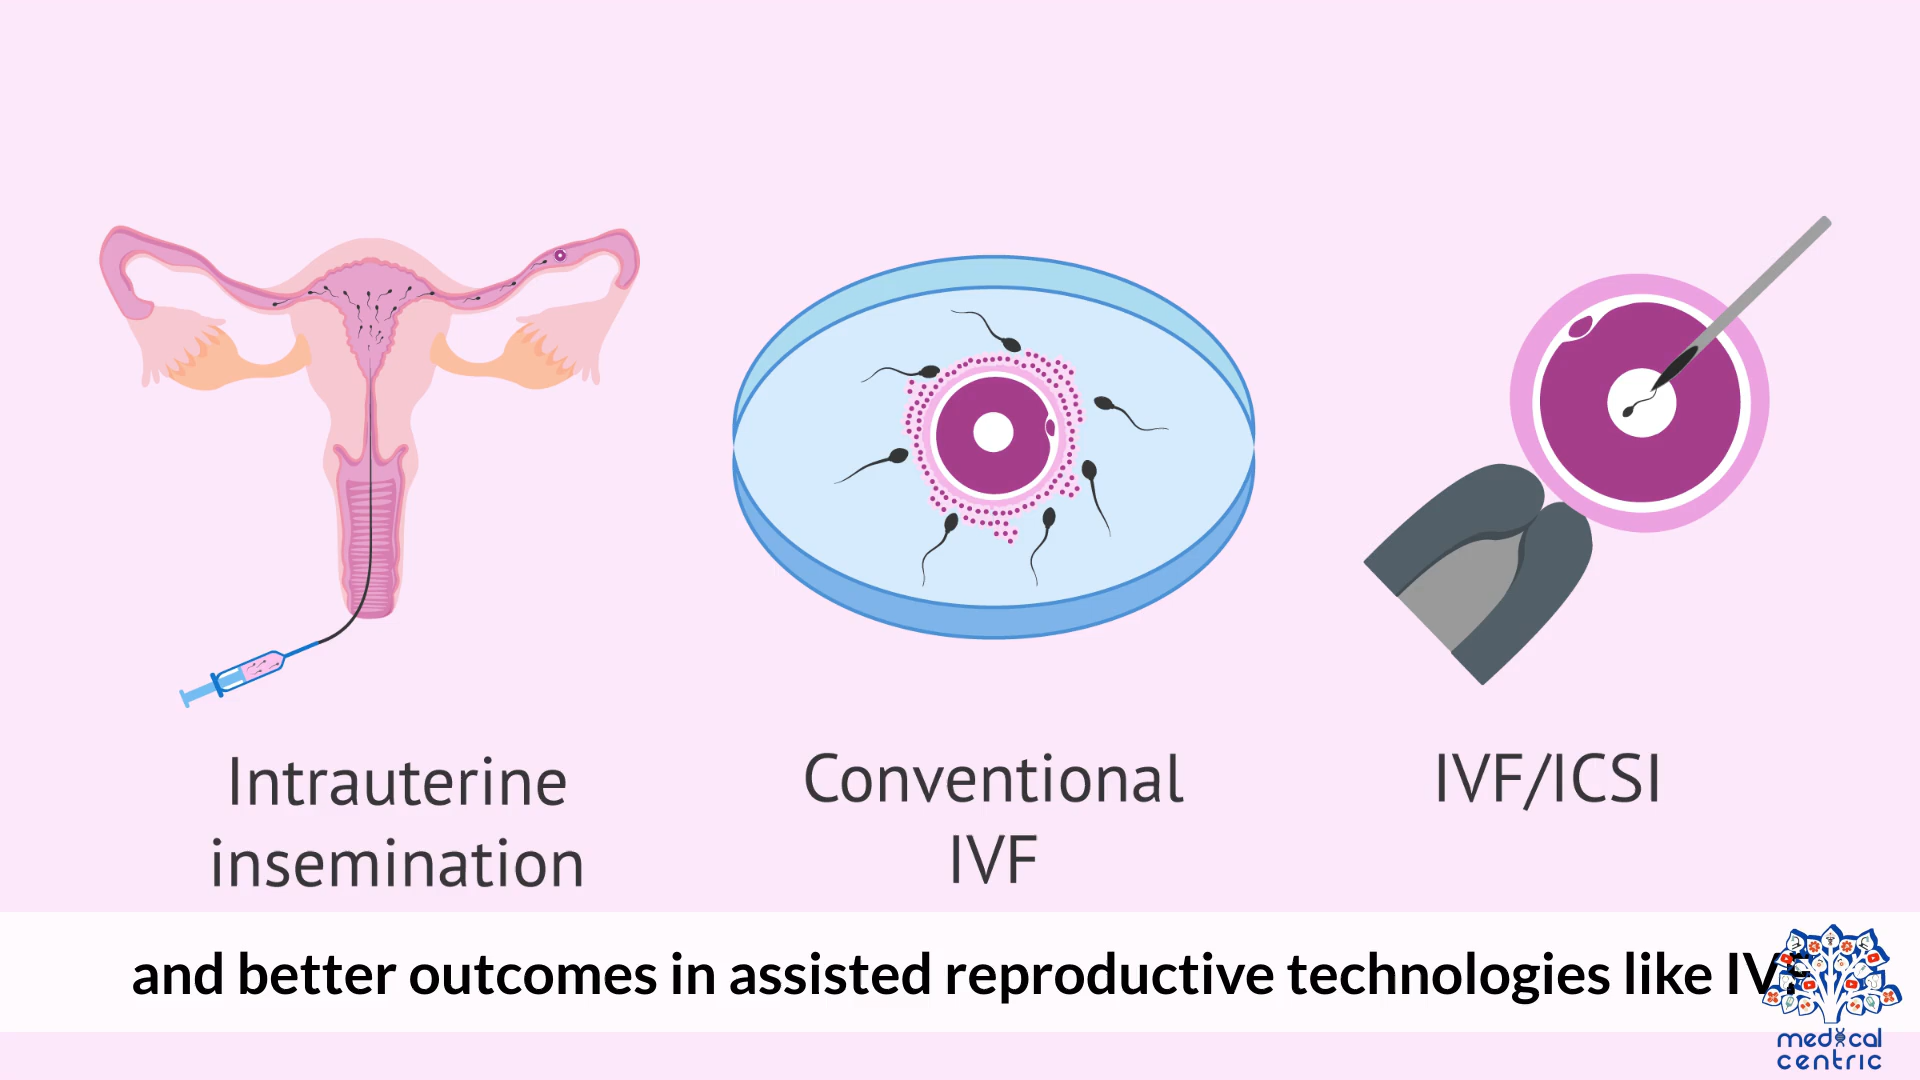 Intrauterine
insemination
Conventional
IVF
IVF/ICSI
and better outcomes in assisted reproductive technologies like IVF
medical
centric